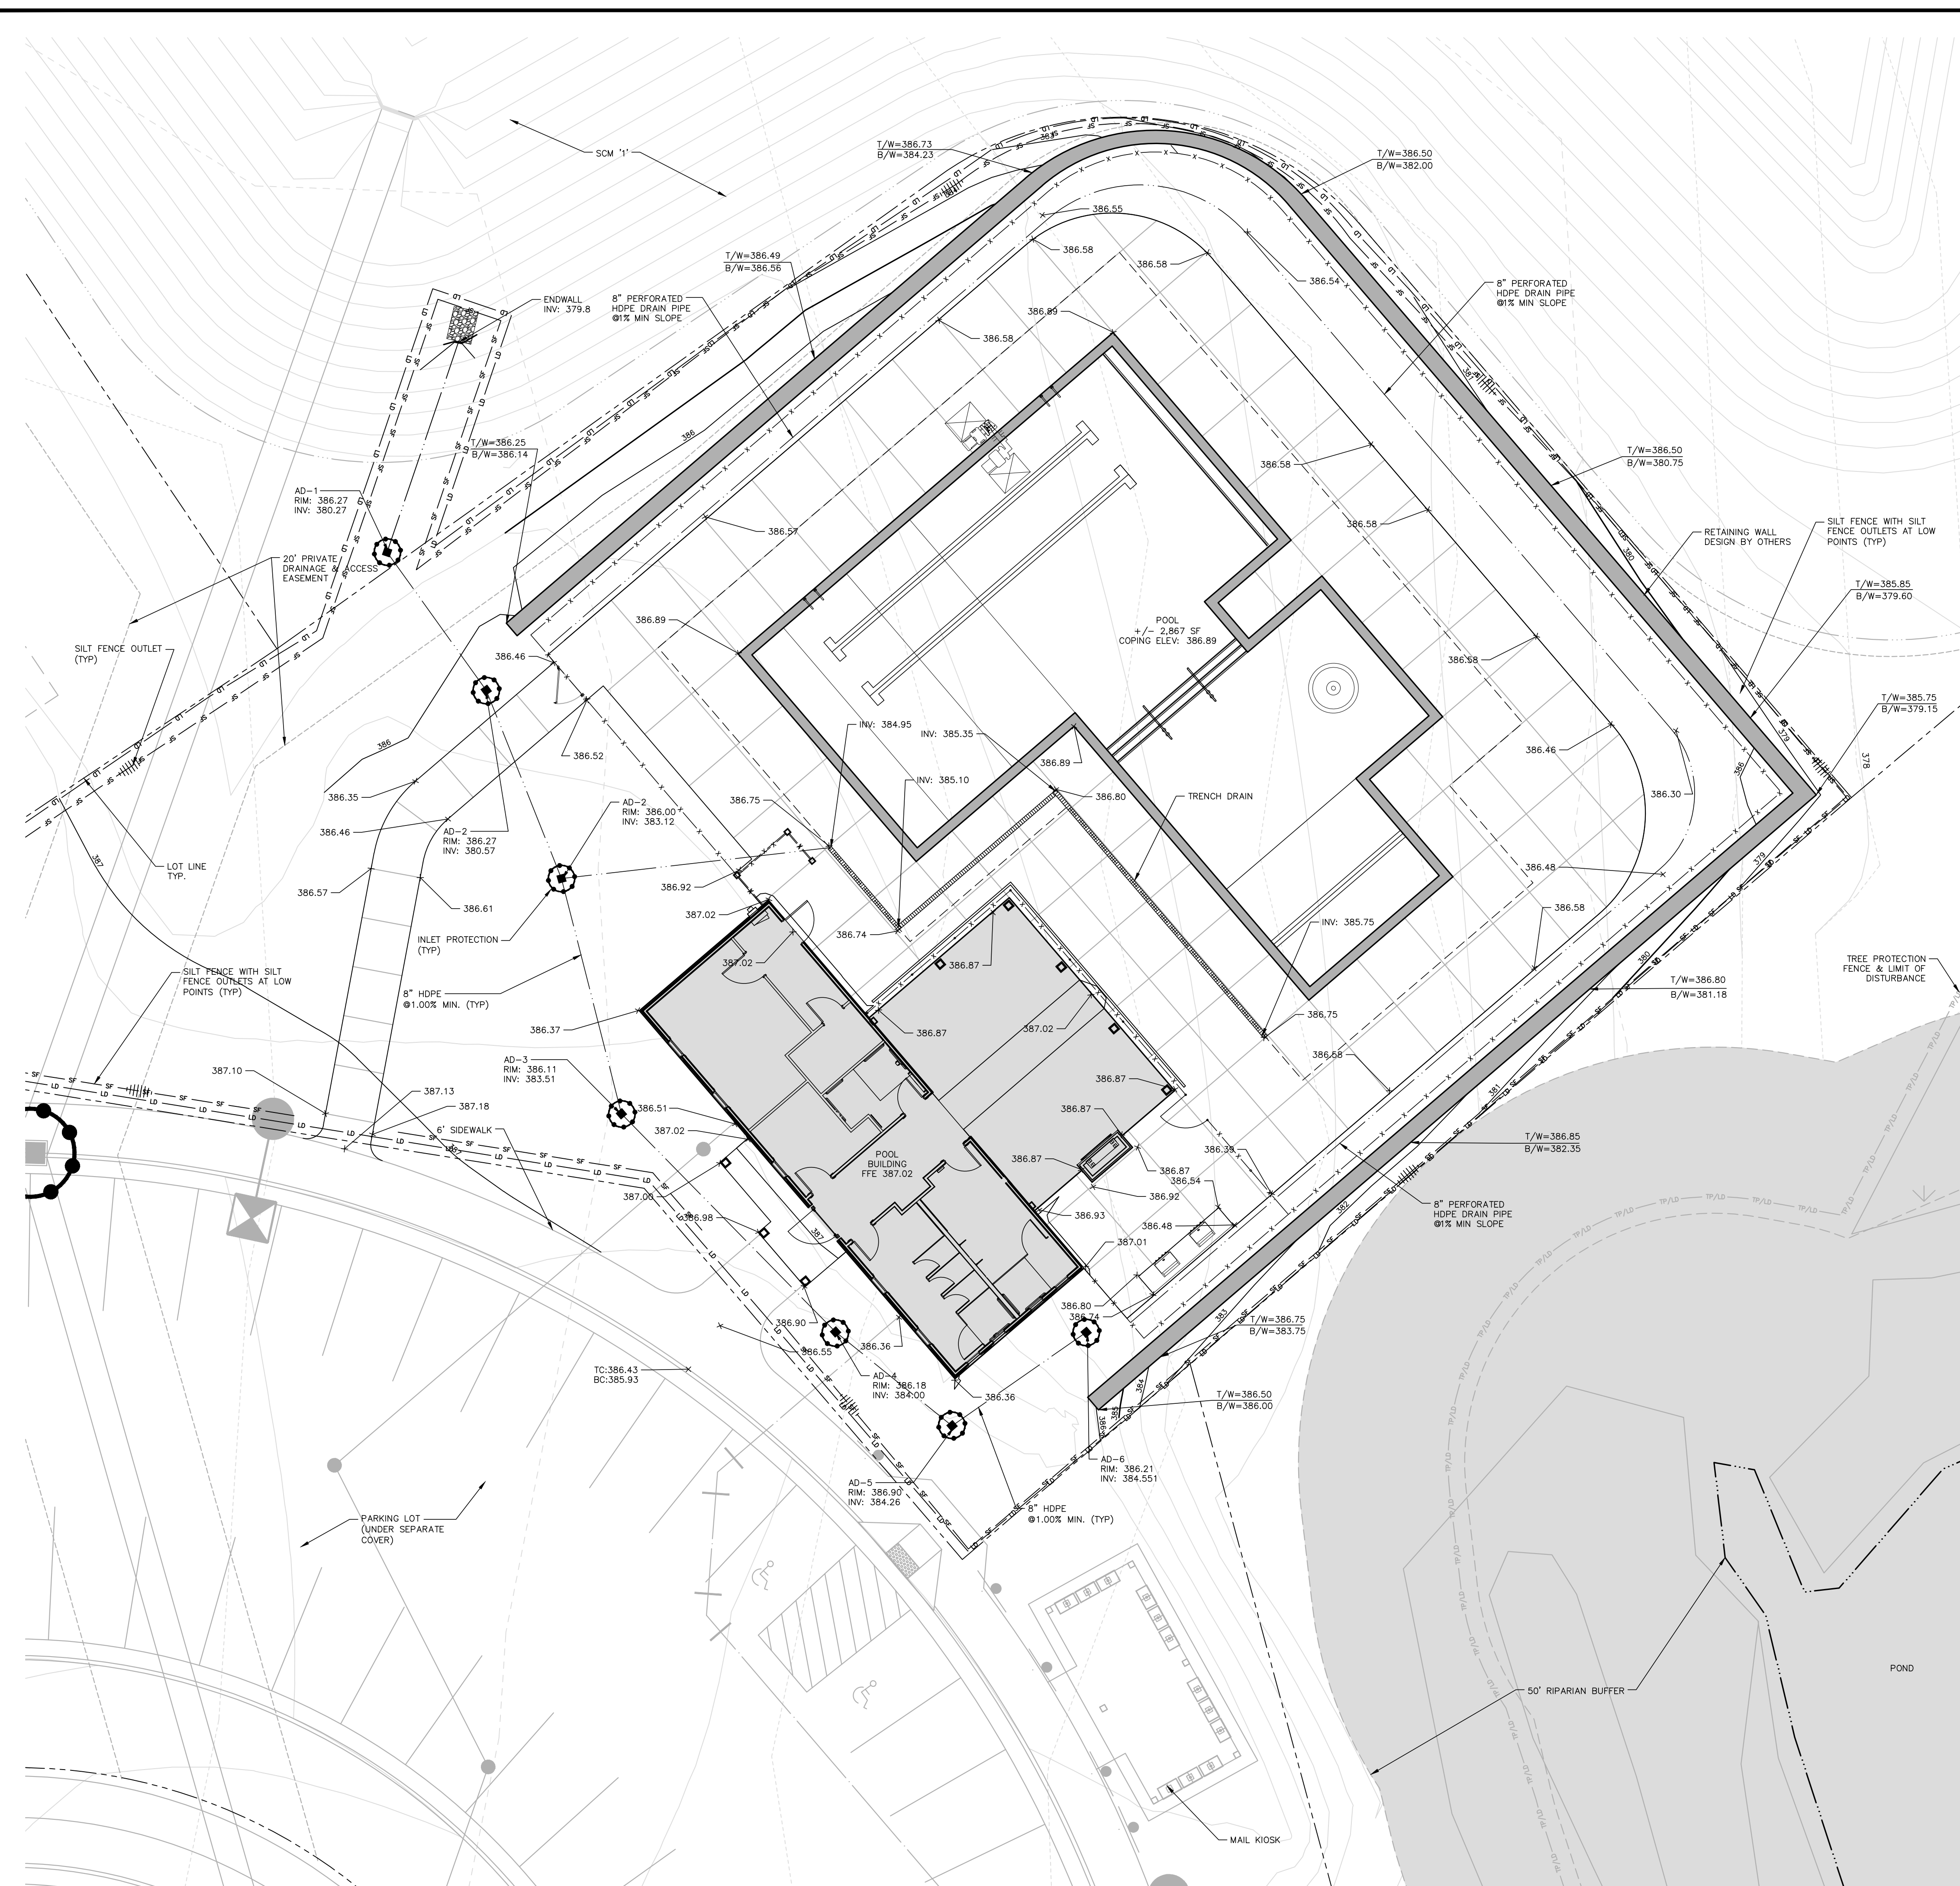 SCM '1'
T/W=386.73
B/W=384.23
T/W=386.50
B/W=382.00
T/W=386.49
B/W=386.56
386.55
386.58
386.58
386.54
8" PERFORATED
HDPE DRAIN PIPE
@1% MIN SLOPE
ENDWALL
INV: 379.8
8" PERFORATED
HDPE DRAIN PIPE
@1% MIN SLOPE
386.89
386.58
386
T/W=386.25
B/W=386.14
386.58
T/W=386.50
B/W=380.75
AD-1
RIM: 386.27
INV: 380.27
386.57
386.58
RETAINING WALL
DESIGN BY OTHERS
SILT FENCE WITH SILT
FENCE OUTLETS AT LOW
POINTS (TYP)
20' PRIVATE
DRAINAGE & ACCESS
EASEMENT
380
T/W=385.85
B/W=379.60
386.89
POOL
+/- 2,867 SF
COPING ELEV: 386.89
SILT FENCE OUTLET
(TYP)
386.46
386.58
T/W=385.75
B/W=379.15
INV: 384.95
INV: 385.35
386
386.52
386.89
386.46
379
378
386
386.35
INV: 385.10
386.80
TRENCH DRAIN
386.30
AD-2
RIM: 386.00
INV: 383.12
386.75
386.46
AD-2
RIM: 386.27
INV: 380.57
387
LOT LINE
TYP.
386.48
379
386.57
386.92
386.61
387.02
386.58
INV: 385.75
386.74
INLET PROTECTION
(TYP)
387.02
386.87
380
TREE PROTECTION
FENCE & LIMIT OF
DISTURBANCE
SILT FENCE WITH SILT
FENCE OUTLETS AT LOW
POINTS (TYP)
T/W=386.80
B/W=381.18
8" HDPE
@1.00% MIN. (TYP)
386.75
386.37
386.87
387.02
386.58
AD-3
RIM: 386.11
INV: 383.51
387.10
387.13
387.18
386.87
381
386.51
386.87
387.02
6' SIDEWALK
387
T/W=386.85
B/W=382.35
386.39
POOL
BUILDING
FFE 387.02
386.87
386.87
386.54
387.00
386.92
382
8" PERFORATED
HDPE DRAIN PIPE
@1% MIN SLOPE
386.98
386.93
386.48
387
387.01
386.80
386.74
383
T/W=386.75
B/W=383.75
386.90
386.55
386.36
TC:386.43
BC:385.93
AD-4
RIM: 386.18
INV: 384.00
386.36
384
385
386
T/W=386.50
B/W=386.00
AD-6
RIM: 386.21
INV: 384.551
AD-5
RIM: 386.90
INV: 384.26
8" HDPE
@1.00% MIN. (TYP)
PARKING LOT
(UNDER SEPARATE
COVER)
POND
50' RIPARIAN BUFFER
MAIL KIOSK